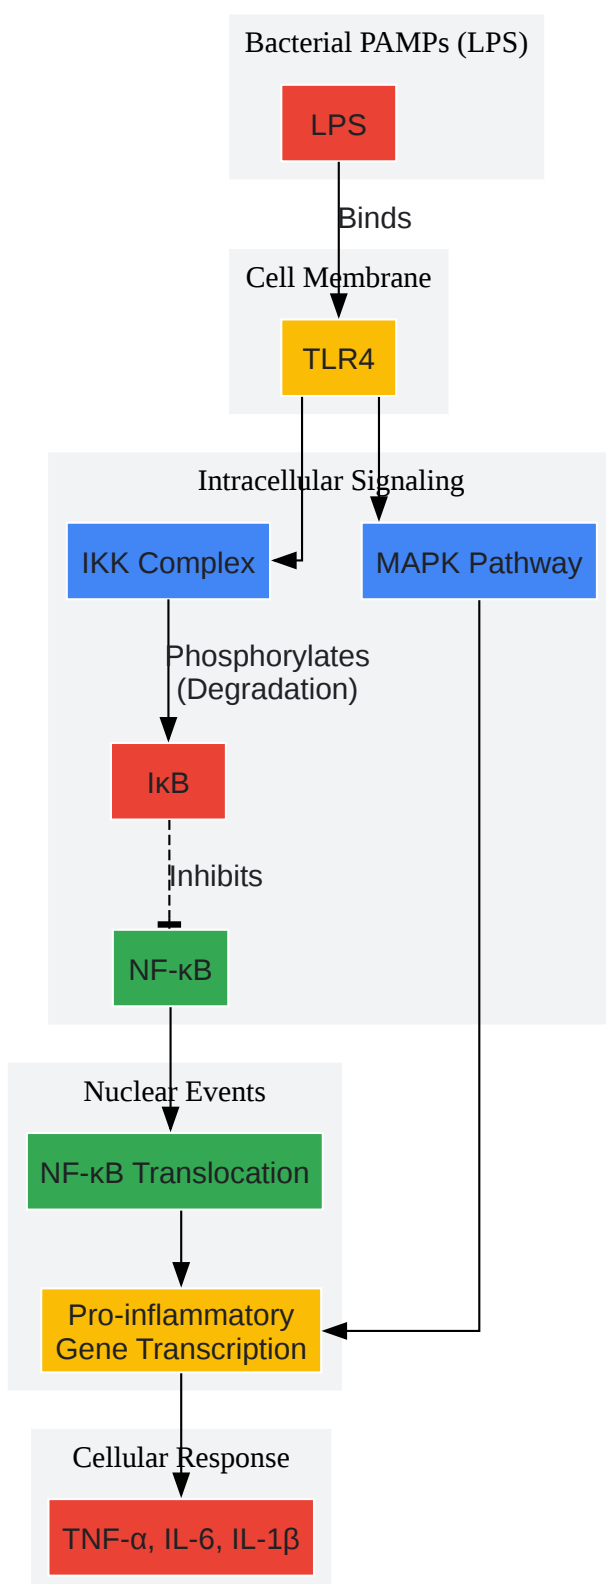 Bacterial PAMPs (LPS)
LPS
Binds
Cell Membrane
TLR4
Intracellular Signaling
IKK Complex
MAPK Pathway
Phosphorylates
(Degradation)
IκB
Inhibits
NF-κB
Nuclear Events
NF-κB Translocation
Pro-inflammatory
Gene Transcription
Cellular Response
TNF-α, IL-6, IL-1β